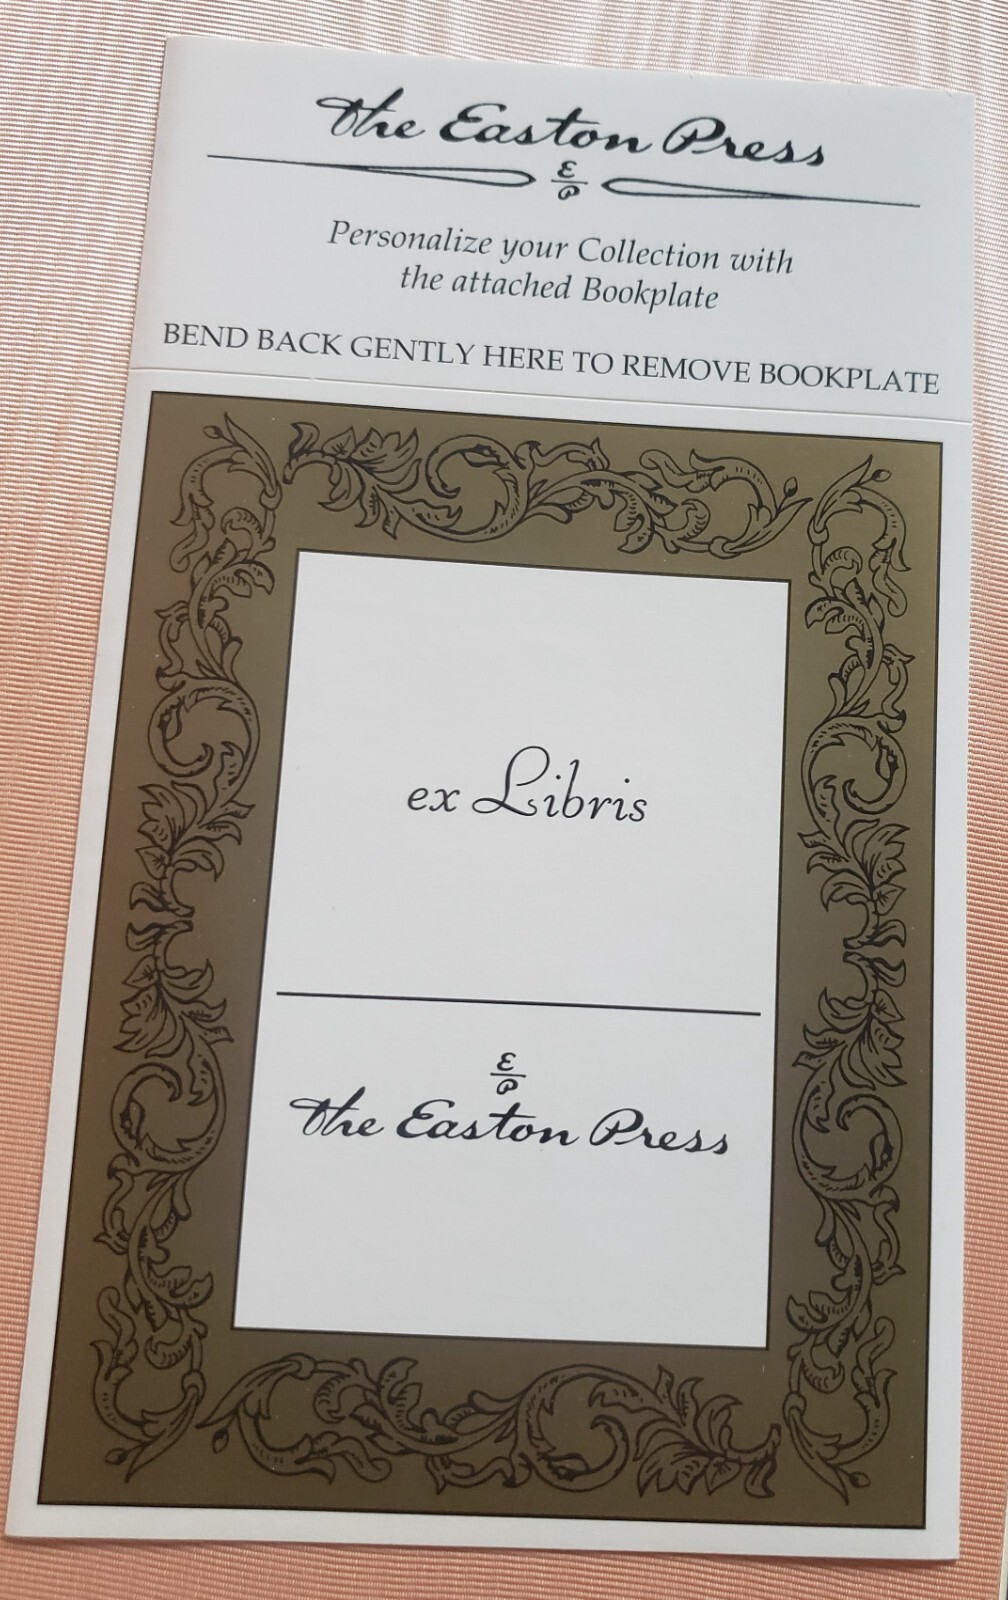 The Easton Press
E
P
Personalize your Collection with
the attached Bookplate
BEND BACK GENTLY HERE TO REMOVE BOOKPLATE
ex Libris
E
P
The Easton Press